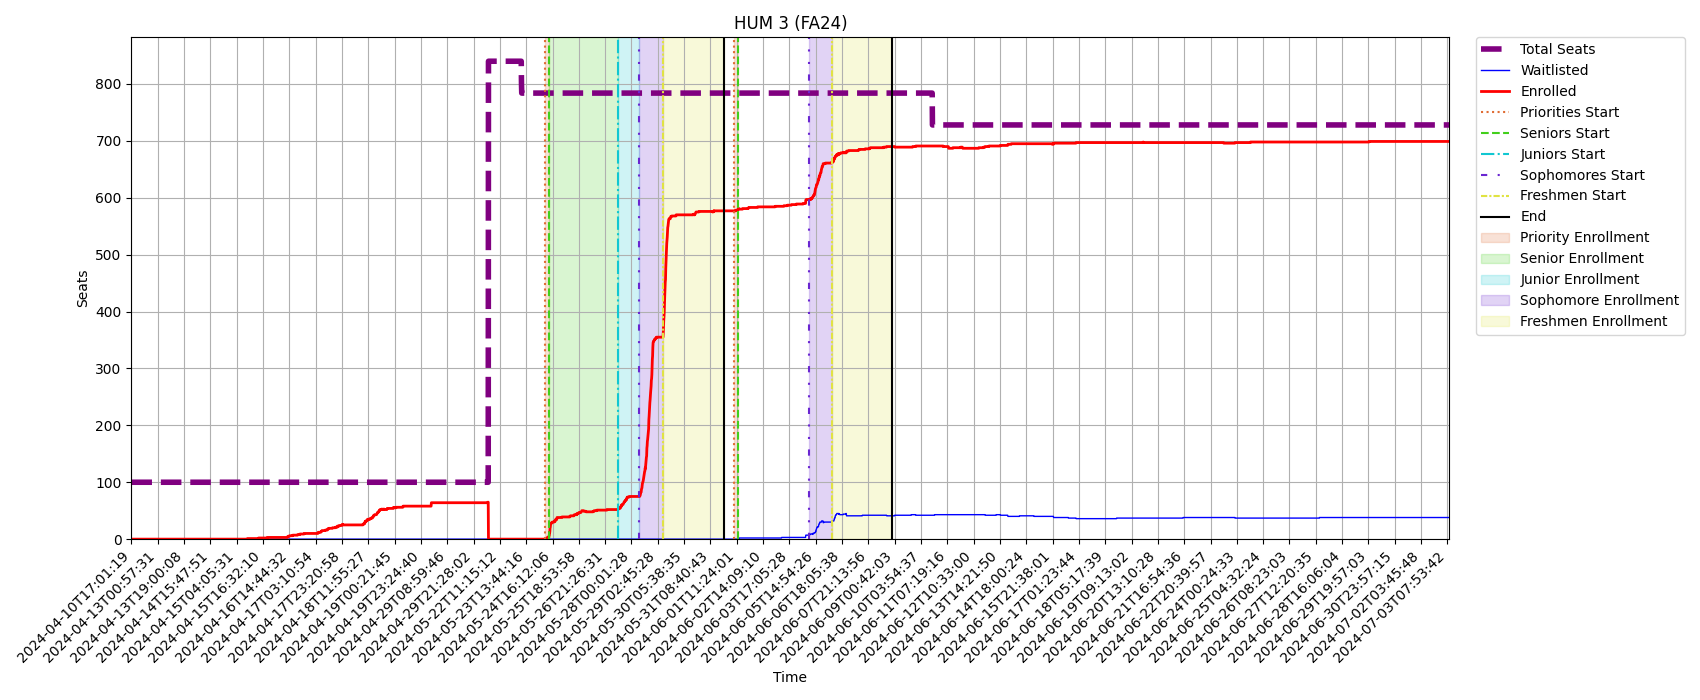 HUM 3 (FA24)
Seats
800
700
600
500
400
300
200
100
0
2024-04-10T17:01:19
2024-04-13T00:57:31
2024-04-13T19:00:08
2024-04-14T15:47:51
2024-04-15T04:05:31
2024-04-15T16:32:10
2024-04-16T14:44:32
2024-04-17T03:10:54
2024-04-17T23:20:58
2024-04-18T11:55:27
2024-04-19T00:21:45
2024-04-19T23:24:40
2024-04-29T08:59:46
2024-04-29T21:28:02
2024-05-22T11:15:12
2024-05-23T13:44:16
2024-05-24T16:12:06
2024-05-25T18:53:58
2024-05-26T21:26:31
2024-05-28T00:01:28
2024-05-29T02:45:28
2024-05-30T05:38:35
2024-05-31T08:40:43
2024-06-01T11:24:01
2024-06-02T14:09:10
2024-06-03T17:05:28
2024-06-05T14:54:26
2024-06-06T18:05:38
2024-06-07T21:13:56
2024-06-09T00:42:03
2024-06-10T03:54:37
2024-06-11T07:19:16
2024-06-12T10:33:00
2024-06-13T14:21:50
2024-06-14T18:00:24
2024-06-15T21:38:01
2024-06-17T01:23:44
2024-06-18T05:17:39
2024-06-19T09:13:02
2024-06-20T13:10:28
2024-06-21T16:54:36
2024-06-22T20:39:57
2024-06-24T00:24:33
2024-06-25T04:32:24
2024-06-26T08:23:03
2024-06-27T12:20:35
2024-06-28T16:06:04
2024-06-29T19:57:03
2024-06-30T23:57:15
2024-07-02T03:45:48
2024-07-03T07:53:42
Time
Total Seats
Waitlisted
Enrolled
Priorities Start
Seniors Start
Juniors Start
Sophomores Start
Freshmen Start
End
Priority Enrollment
Senior Enrollment
Junior Enrollment
Sophomore Enrollment
Freshmen Enrollment